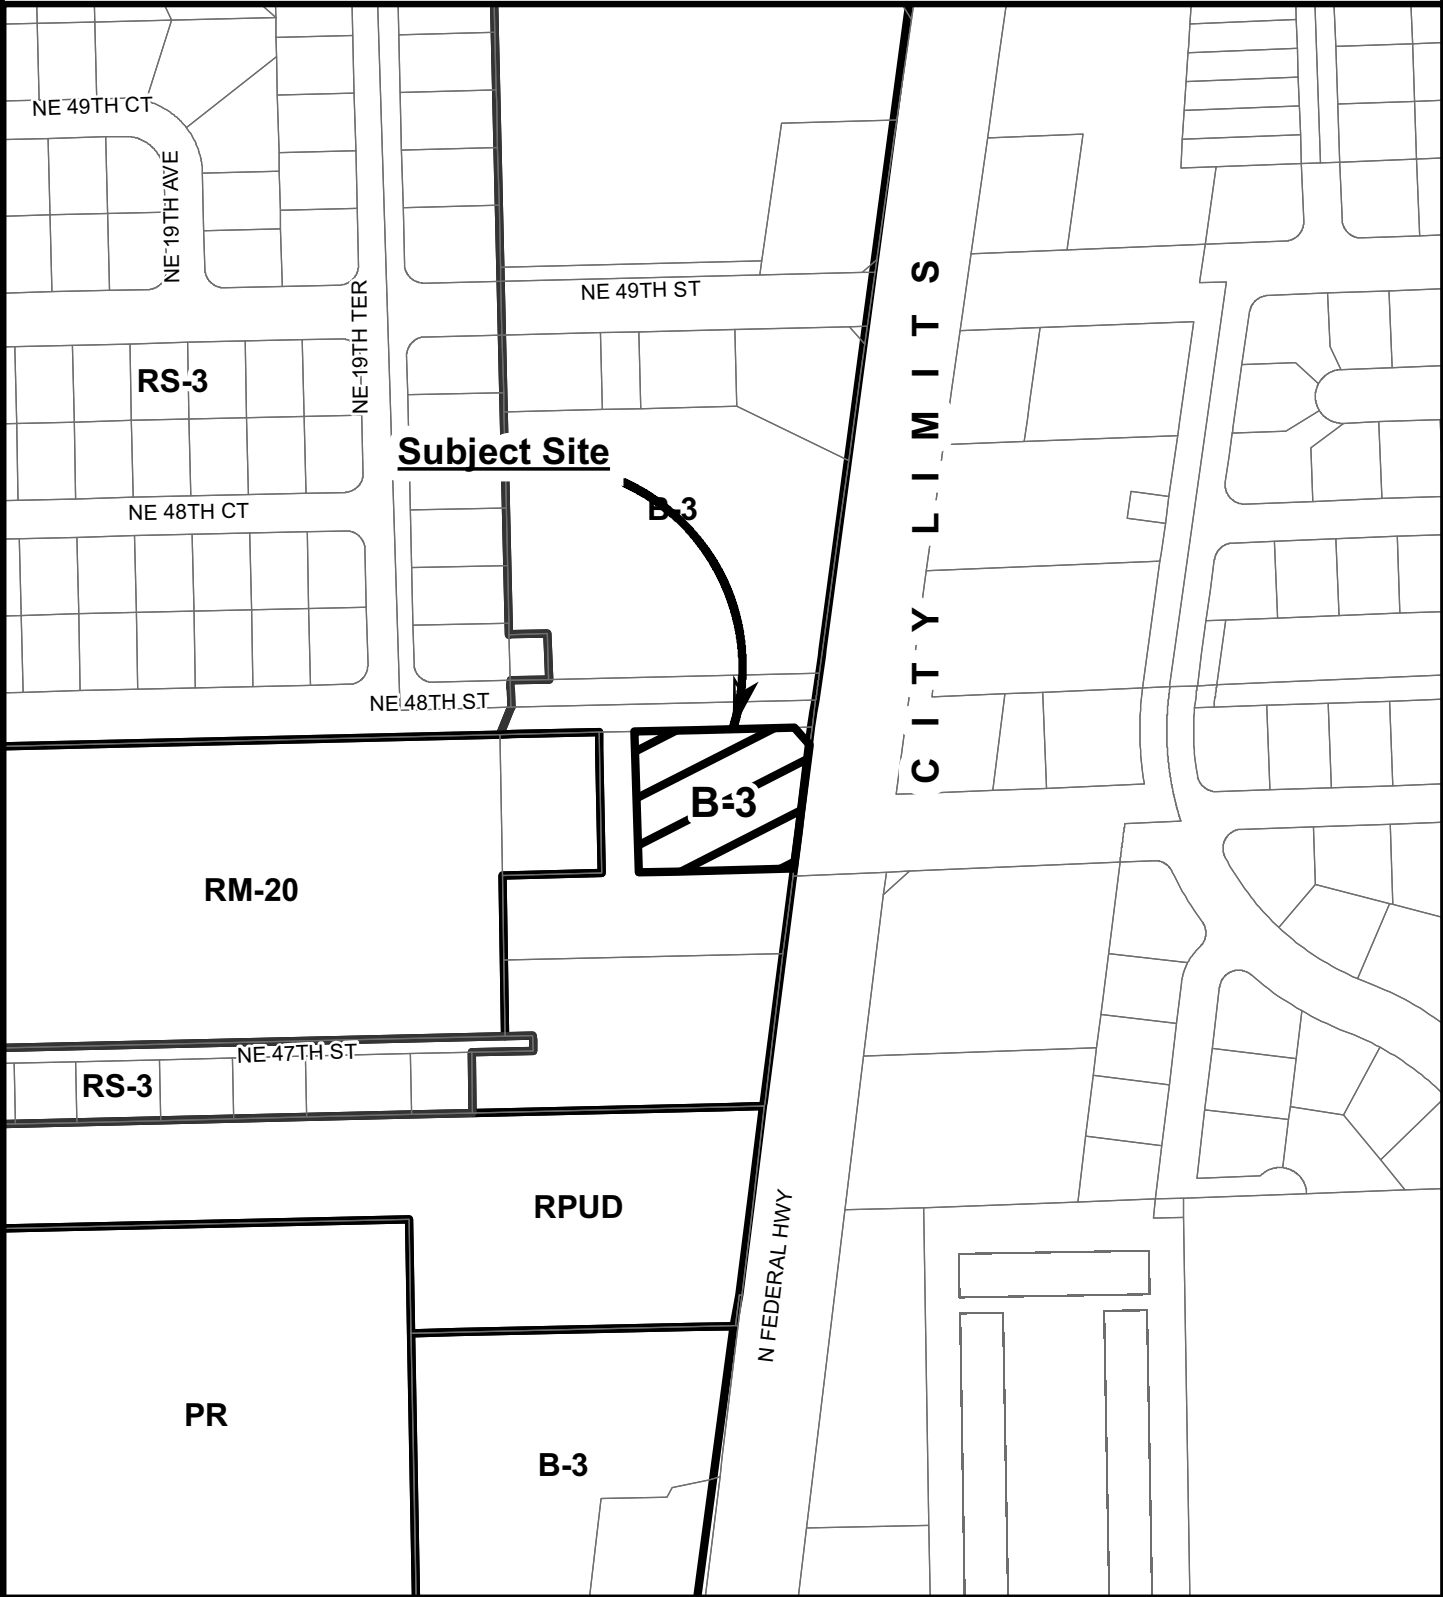 NE 49TH CT
NE 19TH AVE
NE 19TH TER
NE 49TH ST
CITY LIMITS
RS-3
Subject Site
B-3
NE 48TH CT
NE 48TH ST
B-3
RM-20
NE 47TH ST
RS-3
RPUD
N FEDERAL HWY
PR
B-3